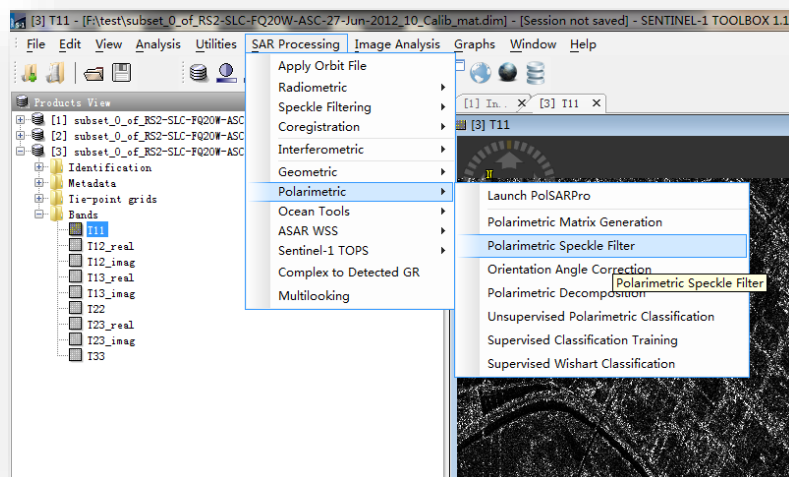 [3] T11 - [F:\test\subset_0_of_RS2-SLC-FQ20W-ASC-27-Jun-2012_10_Calib_mat.dim] - [Session not saved] - SENTINEL-1 TOOLBOX 1.1
File Edit View Analysis Utilities SAR Processing Image Analysis Graphs Window Help
Products View
[1] subset_0_of_RS2-SLC-FQ20W-ASC
[2] subset_0_of_RS2-SLC-FQ20W-ASC
[3] subset_0_of_RS2-SLC-FQ20W-ASC
Identification
Metadata
Tie-point grids
Bands
T11
T12_real
T12_imag
T13_real
T13_imag
T22
T23_real
T23_imag
T33
Apply Orbit File
Radiometric
Speckle Filtering
Coregistration
Interferometric
Geometric
Polarimetric
Ocean Tools
ASAR WSS
Sentinel-1 TOPS
Complex to Detected GR
Multilooking
[1] In.. [3] T11
[3] T11
Launch PolSARPro
Polarimetric Matrix Generation
Polarimetric Speckle Filter
Orientation Angle Correction
Polarimetric Speckle Filter
Polarimetric Decomposition
Unsupervised Polarimetric Classification
Supervised Classification Training
Supervised Wishart Classification